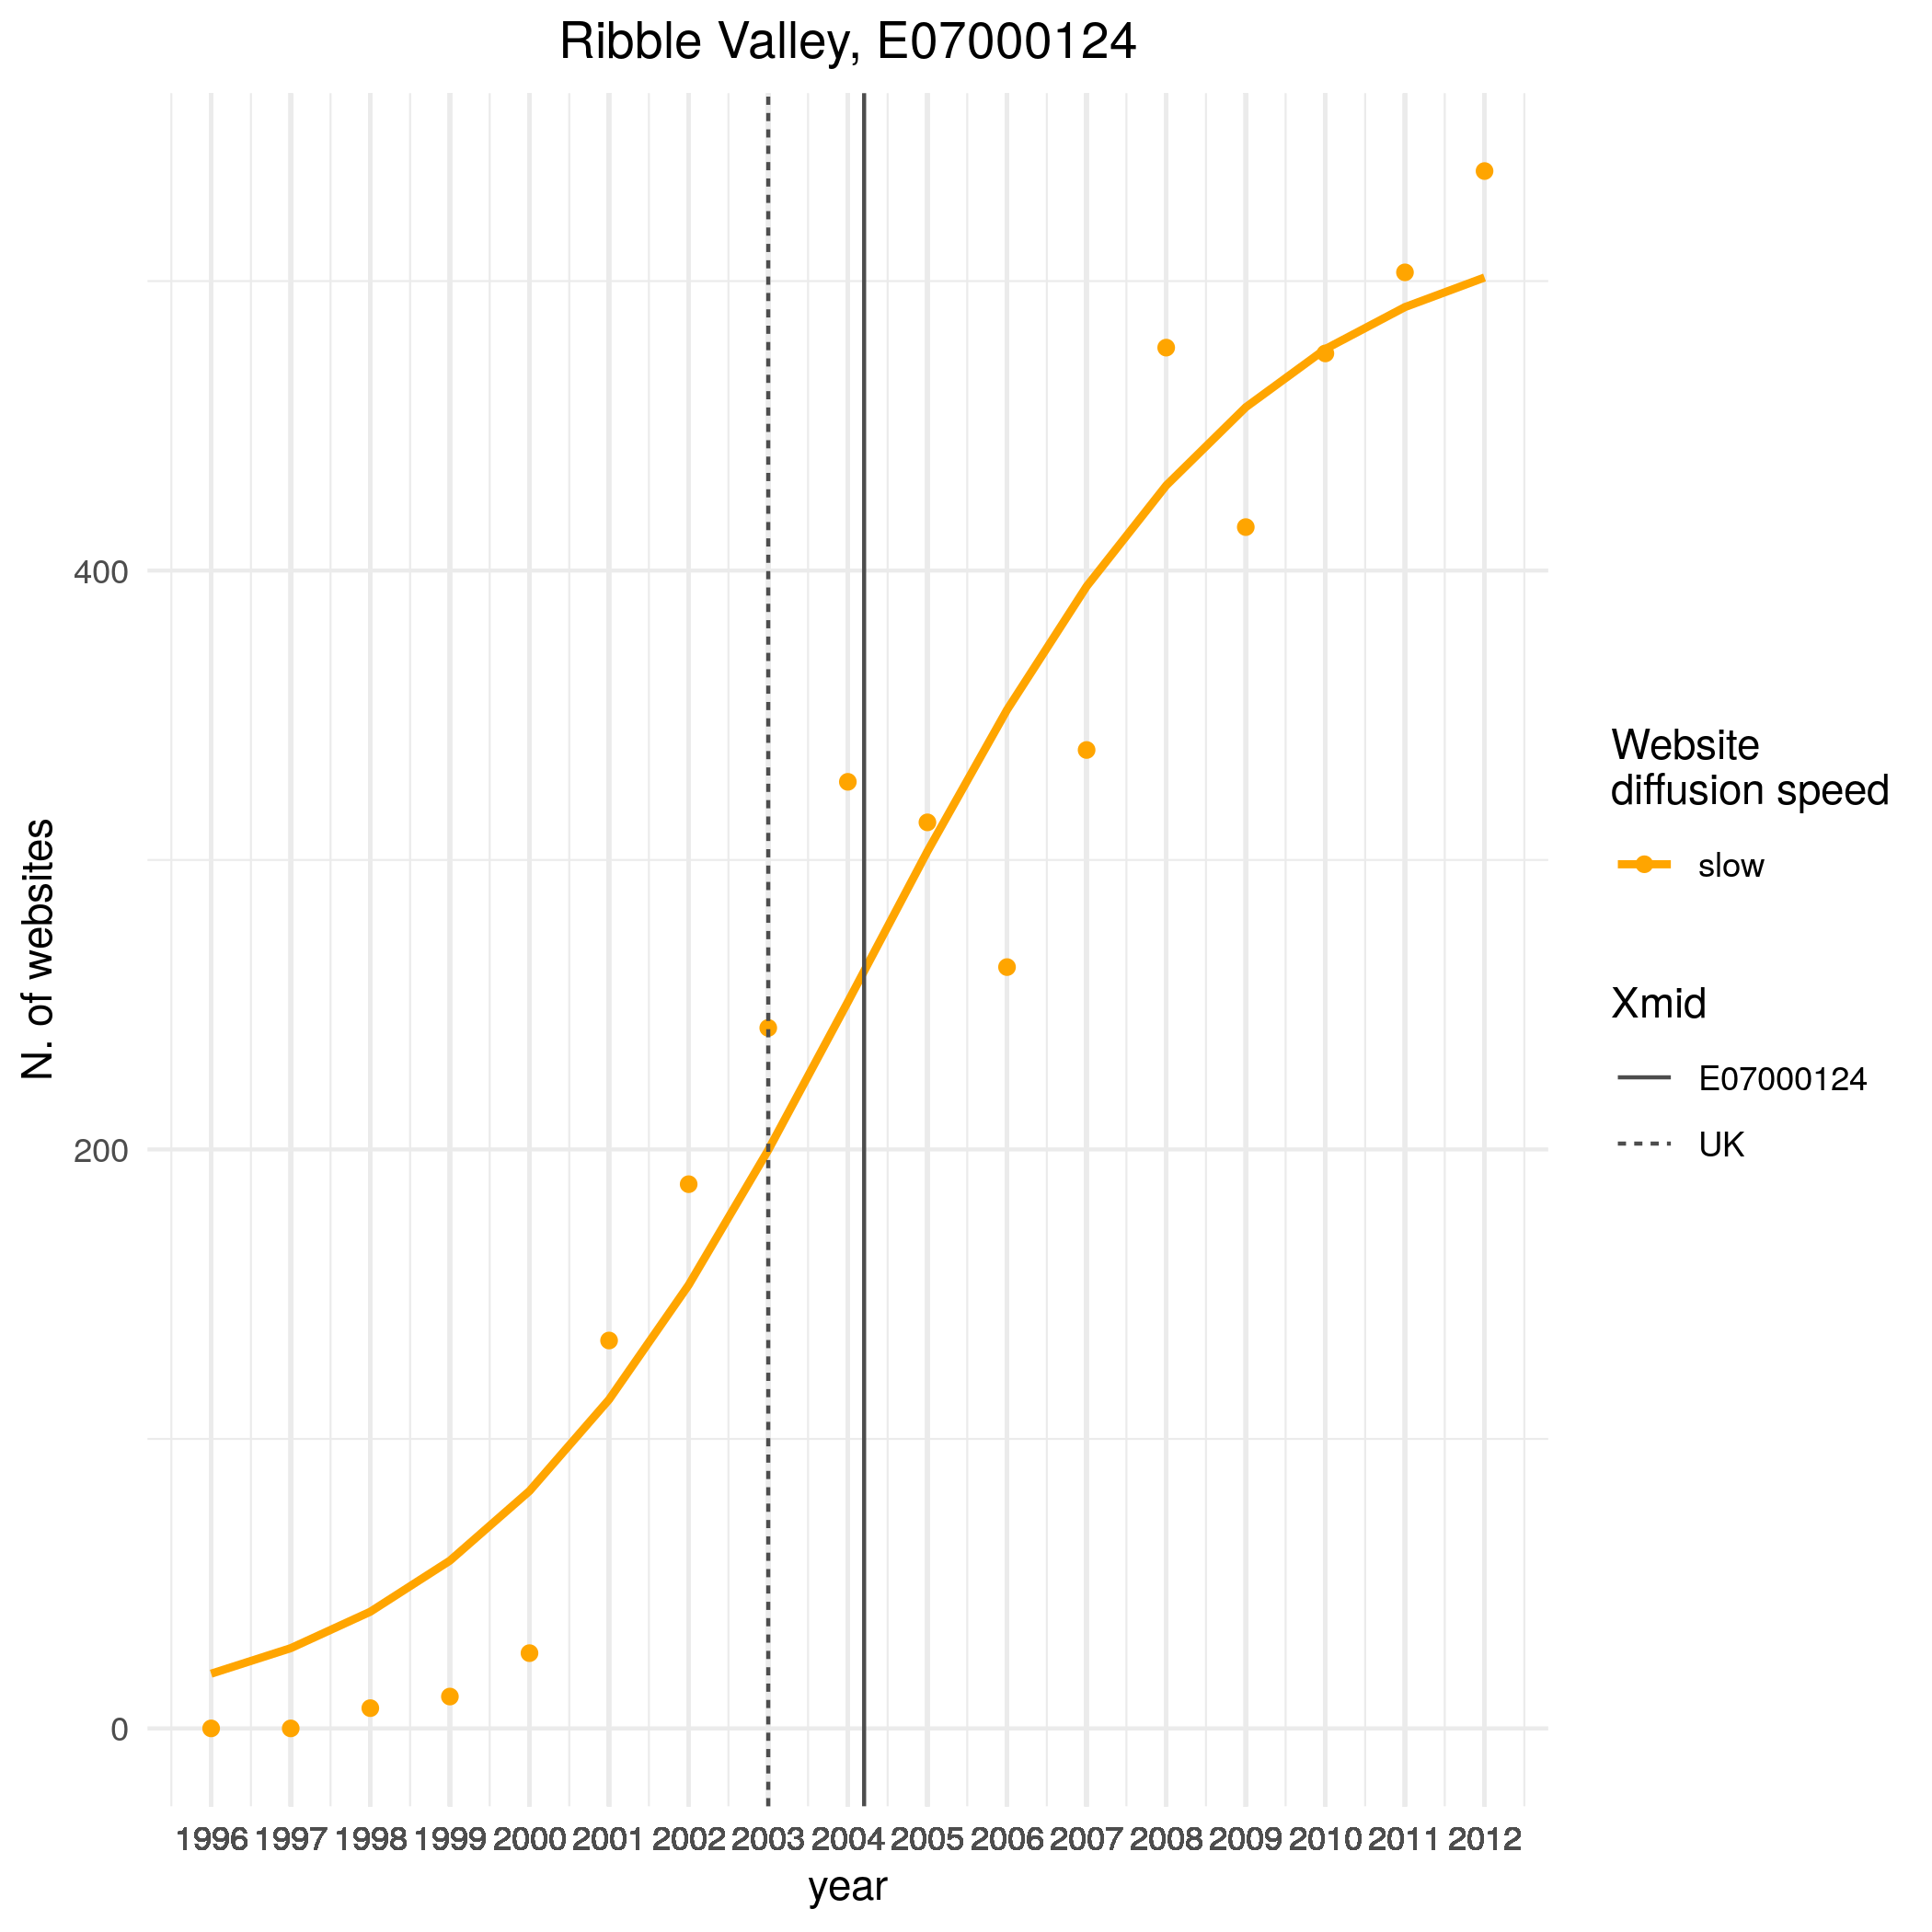 Ribble Valley, E07000124
N. of websites
400
200
0
1996 1997 1998 1999 2000 2001 2002 2003 2004 2005 2006 2007 2008 2009 2010 2011 2012
year
Website
diffusion speed
slow
Xmid
E07000124
UK